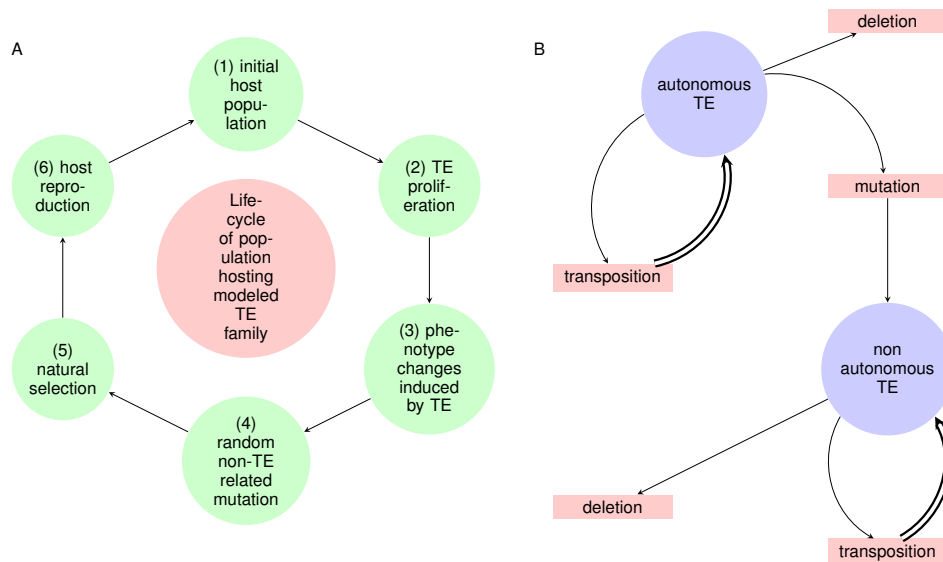 A
(1) initial
host
popu-
lation
(2) TE
prolif-
eration
(3) phe-
notype
changes
induced
by TE
(4)
random
non-TE
related
mutation
(5)
natural
selection
(6) host
repro-
duction
Life-
cycle
of pop-
ulation
hosting
modeled
TE
family
B
deletion
autonomous
TE
mutation
transposition
non
autonomous
TE
deletion
transposition